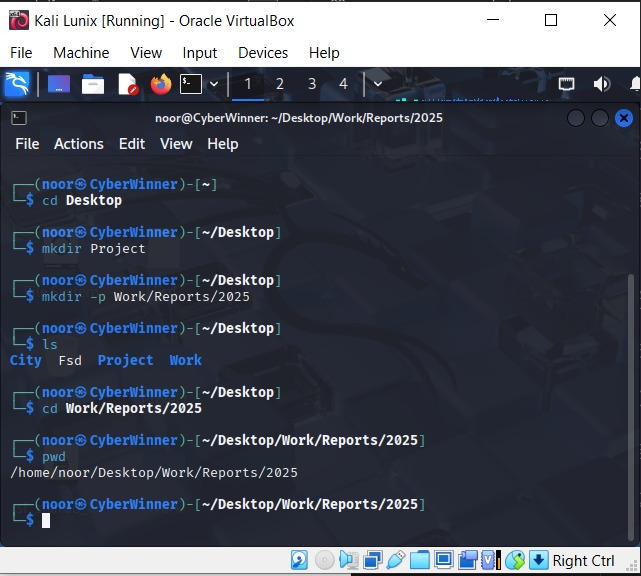 Kali Lunix [Running] - Oracle VirtualBox
File Machine View Input Devices Help
1 2 3 4
noor@CyberWinner: ~/Desktop/Work/Reports/2025
File Actions Edit View Help
┌──(noor㉿CyberWinner)-[~]
└─$ cd Desktop
┌──(noor㉿CyberWinner)-[~/Desktop]
└─$ mkdir Project
┌──(noor㉿CyberWinner)-[~/Desktop]
└─$ mkdir -p Work/Reports/2025
┌──(noor㉿CyberWinner)-[~/Desktop]
└─$ ls
City Fsd Project Work
┌──(noor㉿CyberWinner)-[~/Desktop]
└─$ cd Work/Reports/2025
┌──(noor㉿CyberWinner)-[~/Desktop/Work/Reports/2025]
└─$ pwd
/home/noor/Desktop/Work/Reports/2025
┌──(noor㉿CyberWinner)-[~/Desktop/Work/Reports/2025]
└─$
Right Ctrl